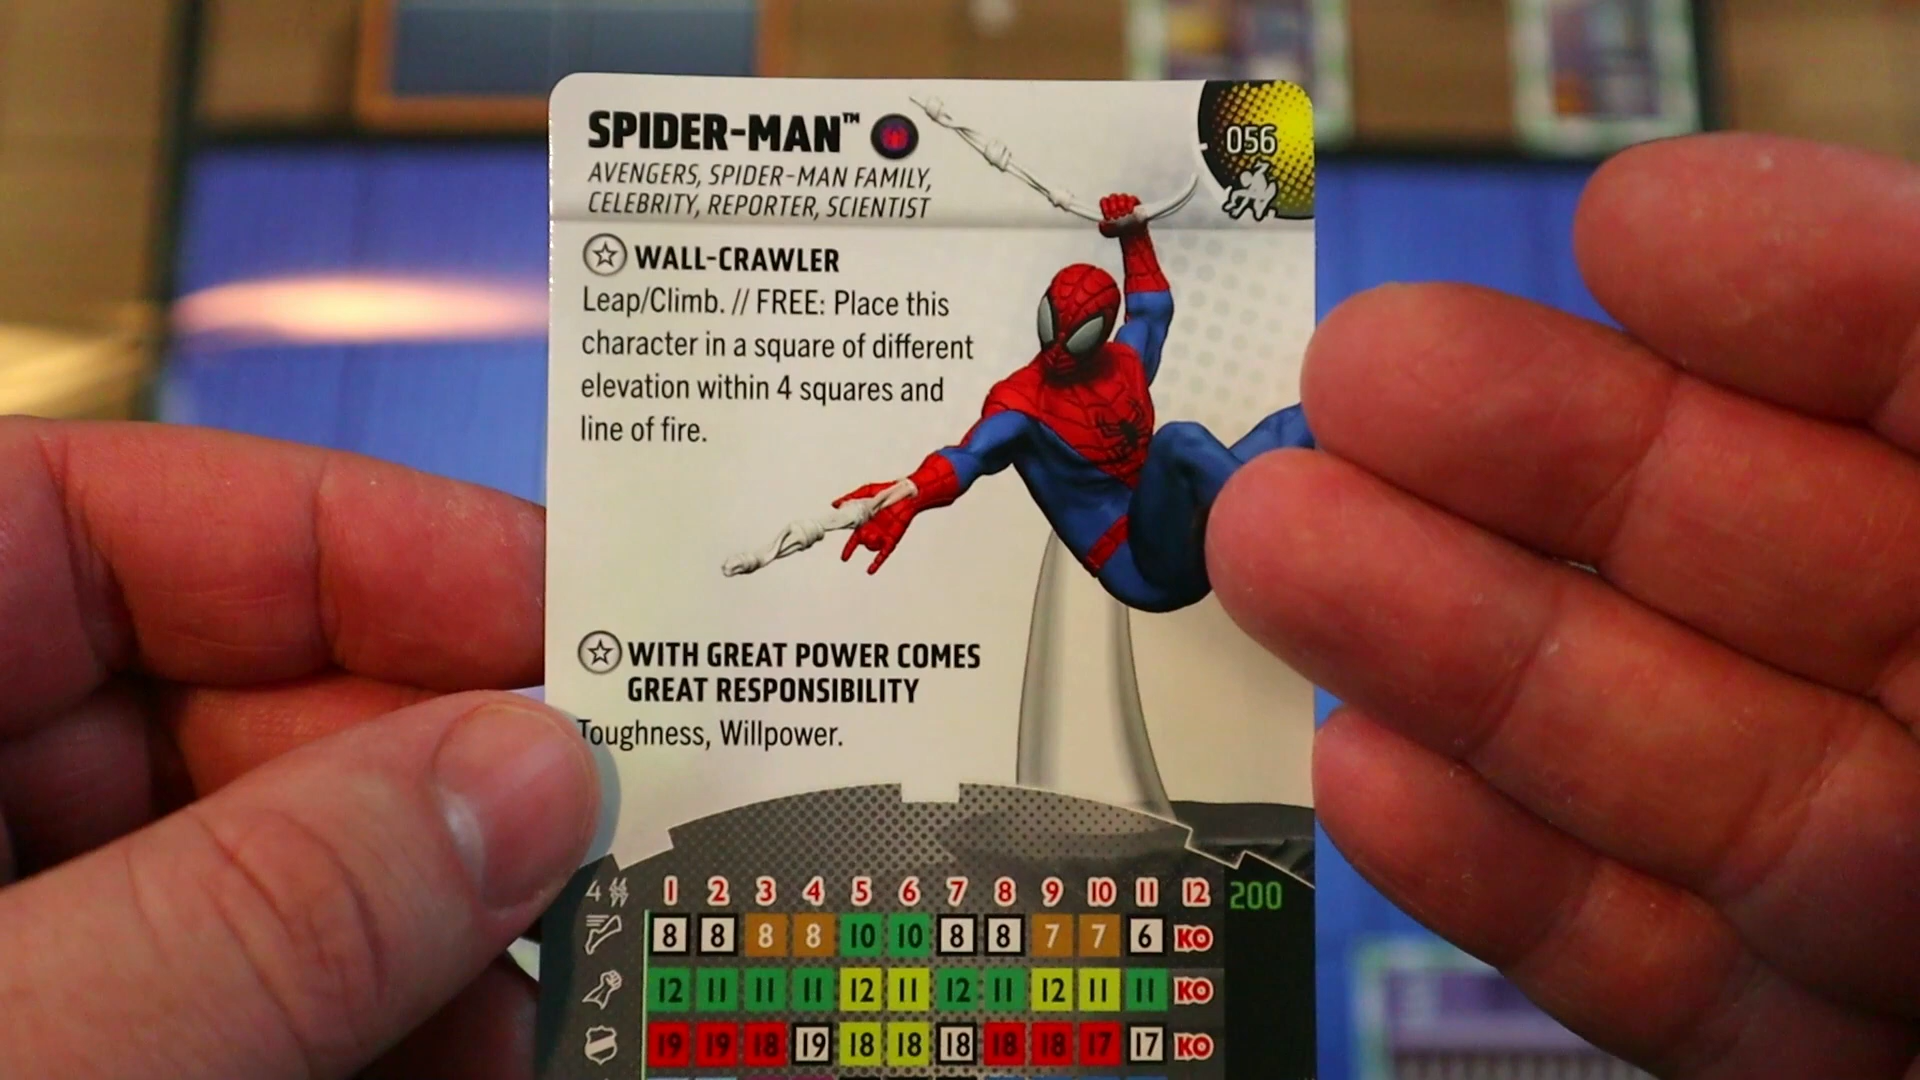 SPIDER-MAN™
056
AVENGERS, SPIDER-MAN FAMILY,
CELEBRITY, REPORTER, SCIENTIST
WALL-CRAWLER
Leap/Climb. // FREE: Place this
character in a square of different
elevation within 4 squares and
line of fire.
WITH GREAT POWER COMES
GREAT RESPONSIBILITY
Toughness, Willpower.
4 1 2 3 4 5 6 7 8 9 10 11 12 200
8 8 8 8 10 10 8 8 7 7 6 KO
12 11 11 11 12 11 12 11 12 11 11 KO
19 19 18 19 18 18 18 18 18 17 17 KO